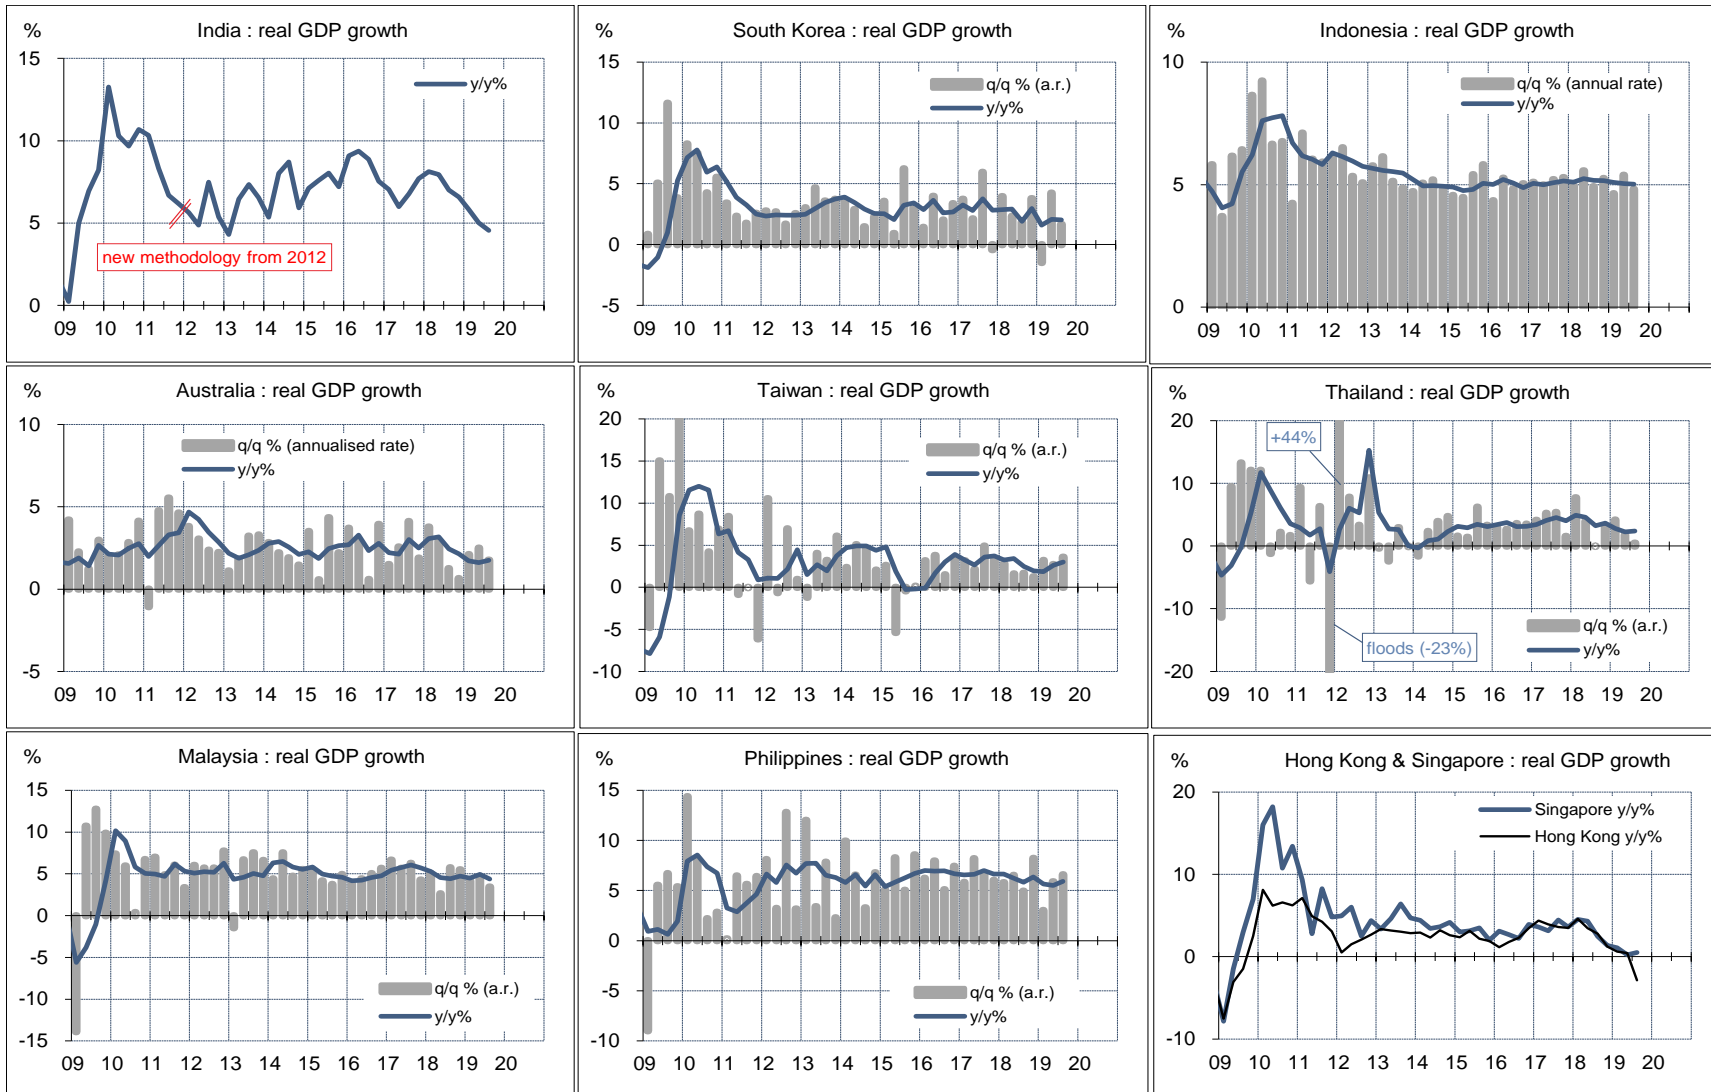 India : real GDP growth
%
15
10
5
0
y/y%
new methodology from 2012
09 10 11 12 13 14 15 16 17 18 19 20
South Korea : real GDP growth
%
15
10
5
0
-5
q/q % (a.r.)
y/y%
09 10 11 12 13 14 15 16 17 18 19 20
Indonesia : real GDP growth
%
10
5
0
q/q % (annual rate)
y/y%
09 10 11 12 13 14 15 16 17 18 19 20
Australia : real GDP growth
%
10
5
0
-5
q/q % (annualised rate)
y/y%
09 10 11 12 13 14 15 16 17 18 19 20
Taiwan : real GDP growth
%
20
15
10
5
0
-5
-10
q/q % (a.r.)
y/y%
09 10 11 12 13 14 15 16 17 18 19 20
Thailand : real GDP growth
%
20
10
0
-10
-20
+44%
floods (-23%)
q/q % (a.r.)
y/y%
09 10 11 12 13 14 15 16 17 18 19 20
Malaysia : real GDP growth
%
15
10
5
0
-5
-10
-15
q/q % (a.r.)
y/y%
09 10 11 12 13 14 15 16 17 18 19 20
Philippines : real GDP growth
%
15
10
5
0
-5
-10
q/q % (a.r.)
y/y%
09 10 11 12 13 14 15 16 17 18 19 20
Hong Kong & Singapore : real GDP growth
%
20
10
0
-10
Singapore y/y%
Hong Kong y/y%
09 10 11 12 13 14 15 16 17 18 19 20